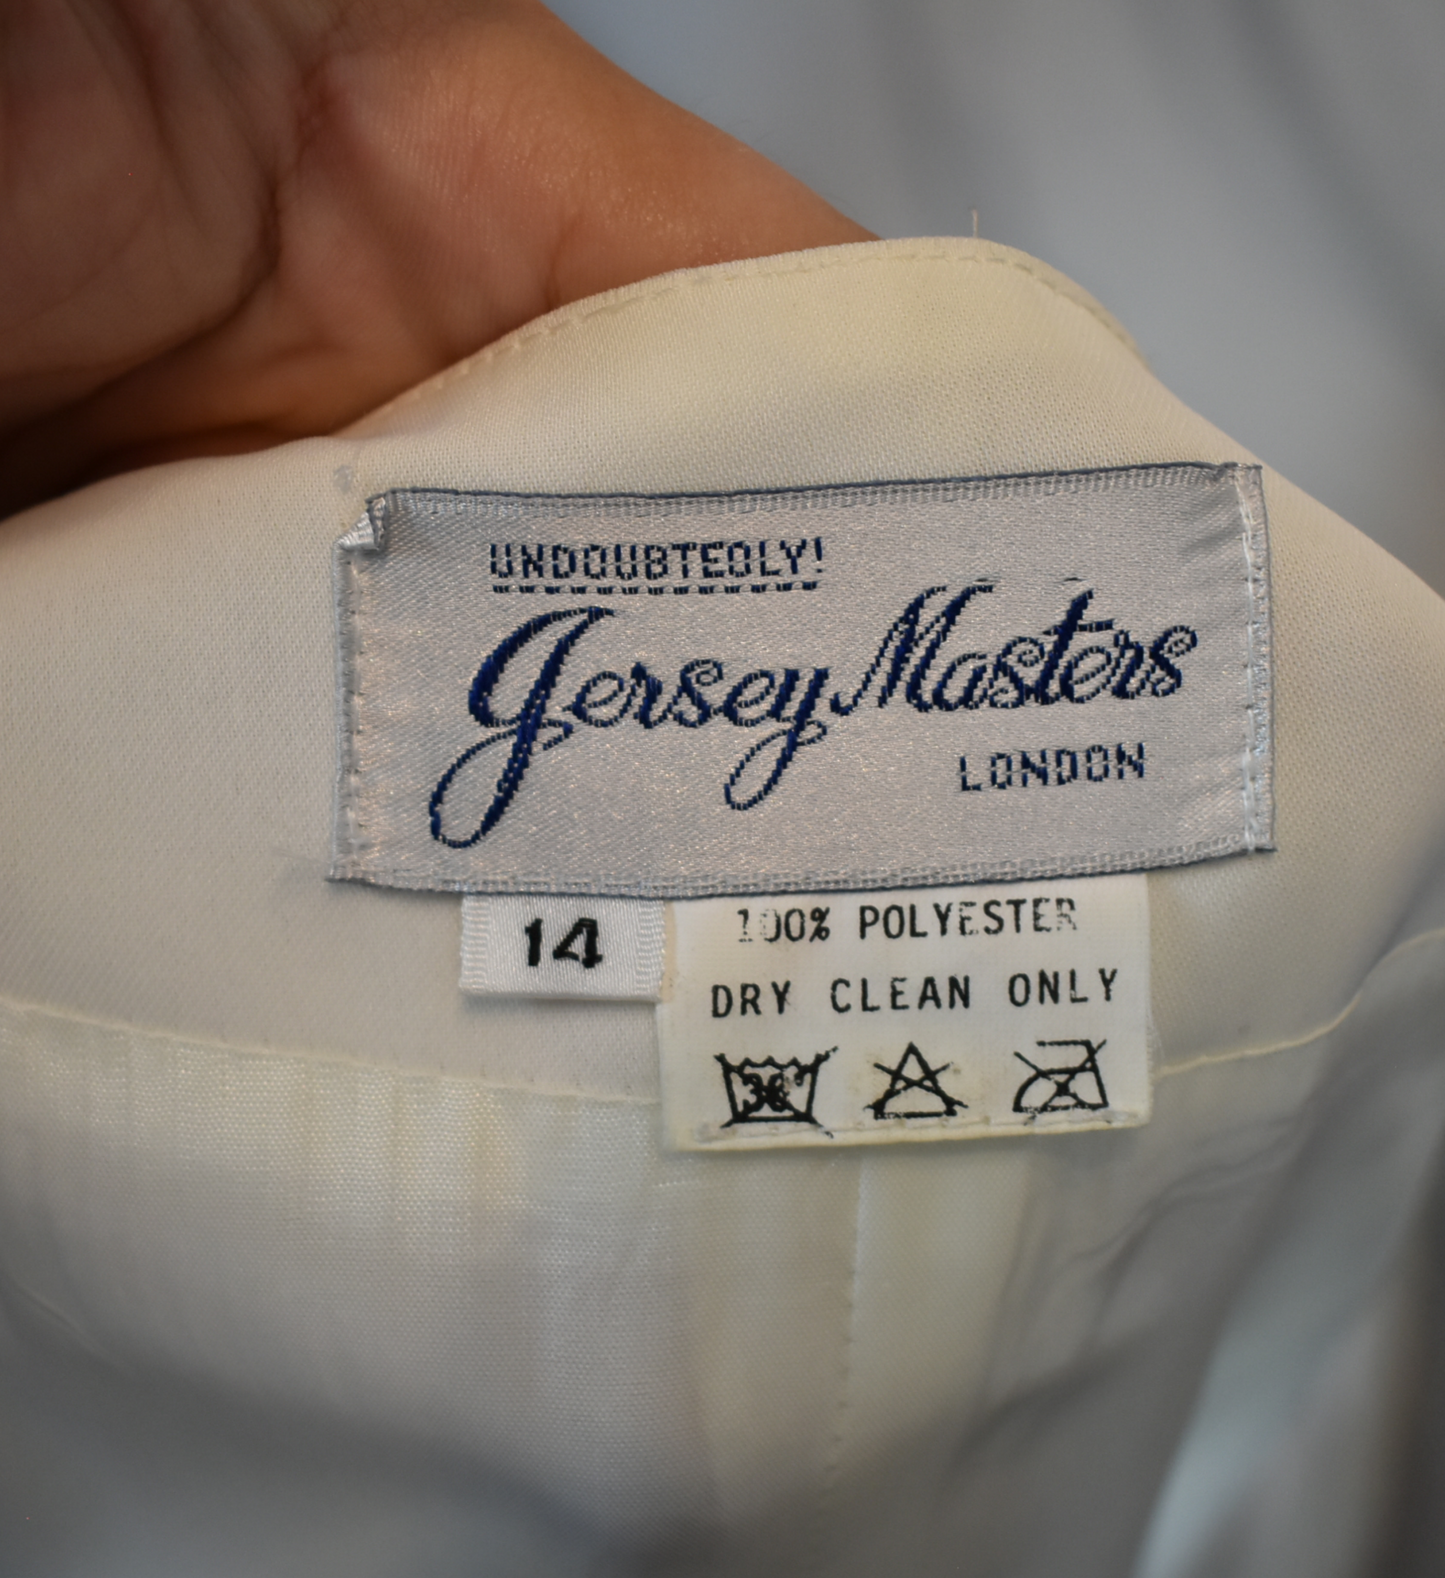 UNDOUBTEDLY!
Jersey Masters
LONDON
14
100% POLYESTER
DRY CLEAN ONLY